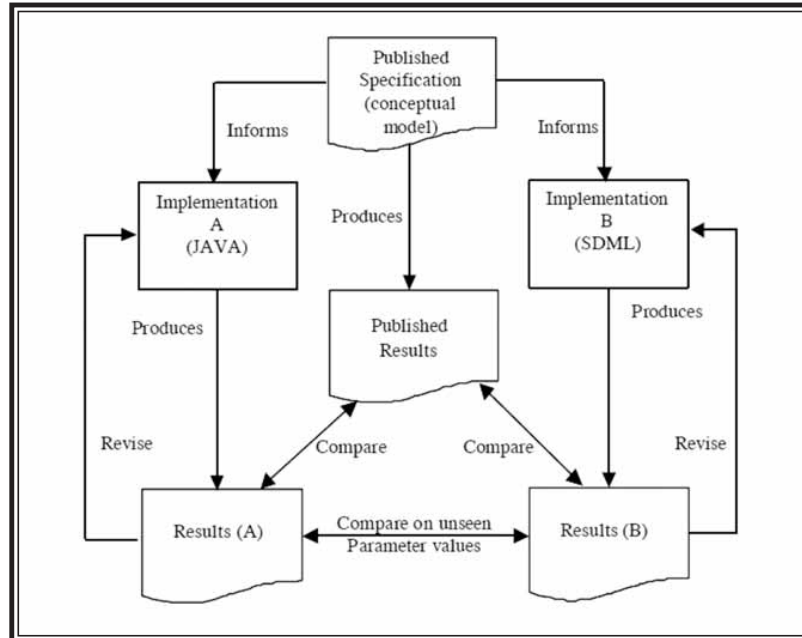 Published
Specification
(conceptual
model)
Informs
Informs
Implementation
A
(JAVA)
Produces
Implementation
B
(SDML)
Produces
Published
Results
Produces
Revise
Compare
Compare
Revise
Results (A)
Compare on unseen
Parameter values
Results (B)